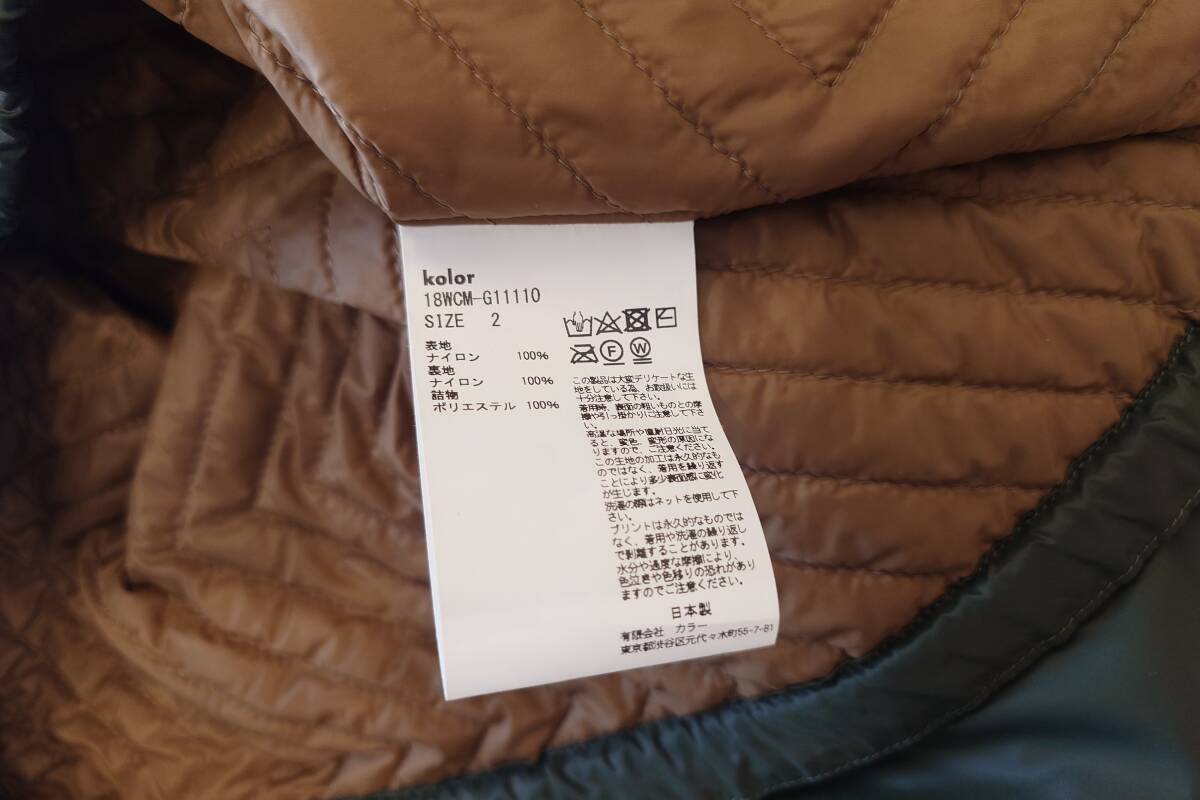 kolor
18WCM-G11110
SIZE 2
表地
ナイロン 100%
裏地
ナイロン 100%
詰物
ポリエステル 100%
F
W
この製品は大変デリケートな生
地をしている為、お取扱いには
十分注意して下さい。
着用時、表面の粗いものとの摩
擦や引っ掛かりに注意して下さ
い。
高温な場所や直射日光に当て
ると、変色、変形の原因にな
りますので、ご注意ください。
この生地の加工は永久的なも
のではなく、着用を繰り返す
ことにより多少表面感に変化
が生じます。
洗濯の際はネットを使用して下
さい。
プリントは永久的なものでは
なく、着用や洗濯の繰り返し
で剥離することがあります。
水分や過度な摩擦により、
色泣きや色移りの恐れがあり
ますのでご注意ください。
日本製
有限会社 カラー
東京都渋谷区元代々木町55-7-B1